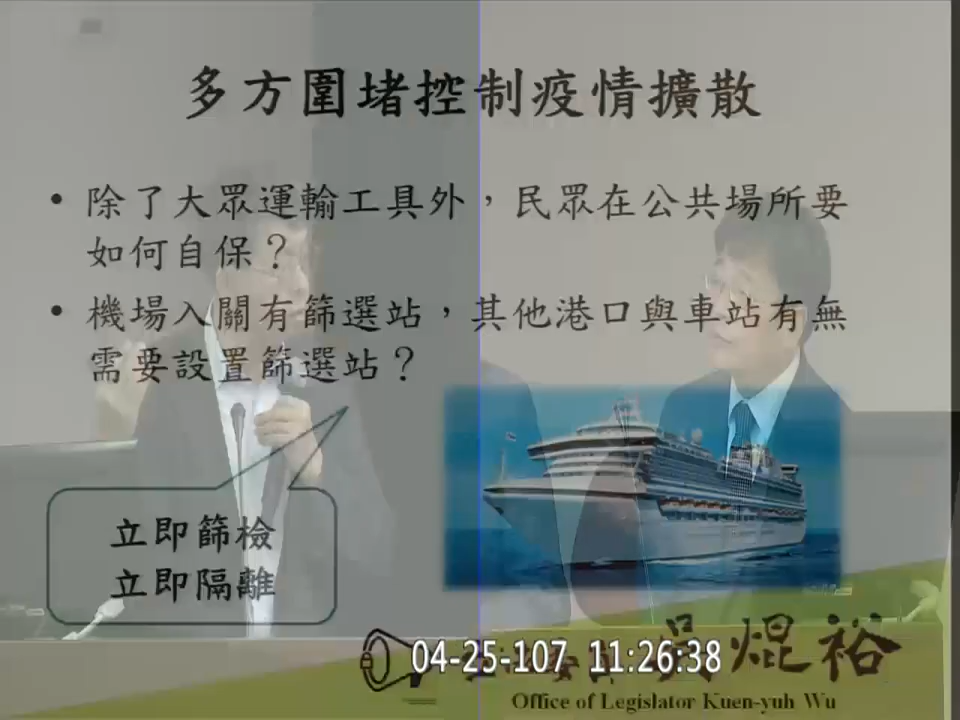 多方圍堵控制疫情擴散
• 除了大眾運輸工具外，民眾在公共場所要
如何自保？
• 機場入關有篩選站，其他港口與車站有無
需要設置篩選站？
立即篩檢
立即隔離
吳焜裕
04-25-107 11:26:38
Office of Legislator Kuen-yuh Wu